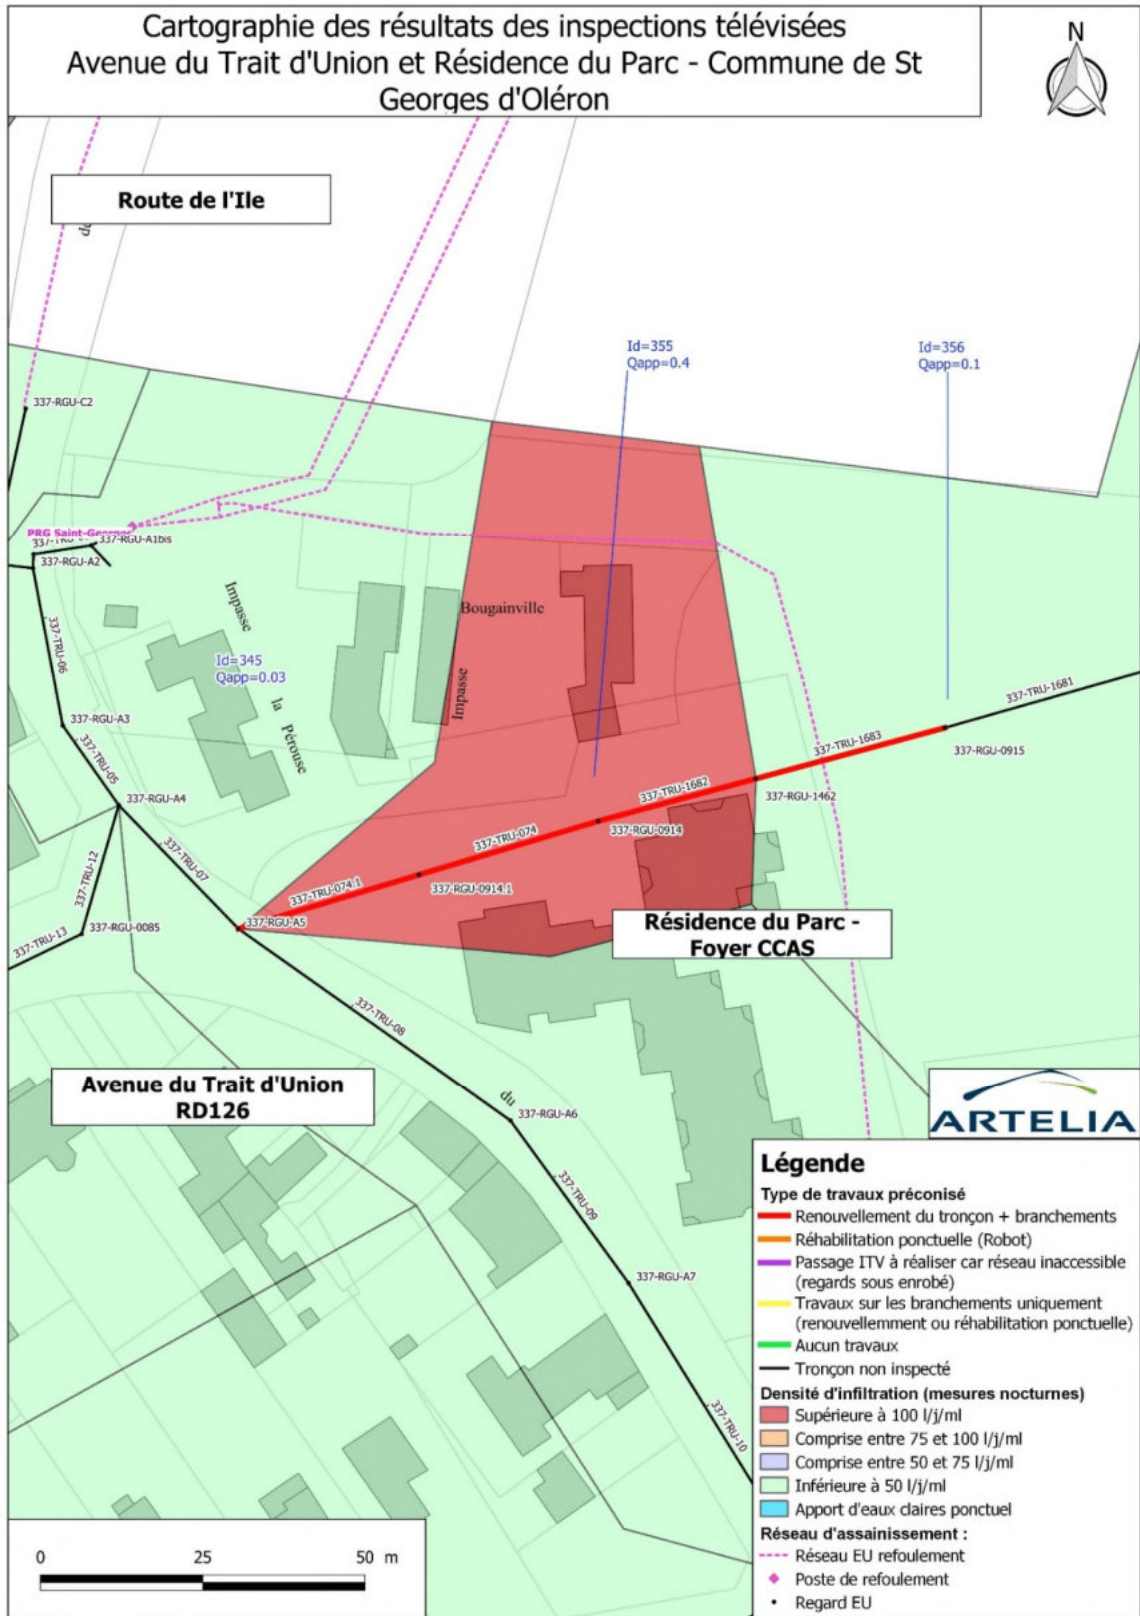 Cartographie des résultats des inspections télévisées
Avenue du Trait d'Union et Résidence du Parc - Commune de St
Georges d'Oléron
N
Route de l'Ile
Id=355
Qapp=0.4
Id=356
Qapp=0.1
337-RGU-C2
PRG Saint-Georges
337-RGU-A1bis
337-RGU-A2
337-TRU-06
Impasse
la Pérouse
Id=345
Qapp=0.03
Bougainville
Impasse
337-RGU-A3
337-TRU-05
337-RGU-A4
337-TRU-07
337-TRU-12
337-TRU-13
337-RGU-0085
337-TRU-1681
337-TRU-1683
337-RGU-0915
337-TRU-1682
337-RGU-1462
337-TRU-074
337-RGU-0914
337-TRU-074.1
337-RGU-0914.1
337-RGU-A5
Résidence du Parc -
Foyer CCAS
337-TRU-08
Avenue du Trait d'Union
RD126
du
337-RGU-A6
337-TRU-09
337-RGU-A7
337-TRU-10
ARTELIA
Légende
Type de travaux préconisé
Renouvellement du tronçon + branchements
Réhabilitation ponctuelle (Robot)
Passage ITV à réaliser car réseau inaccessible
(regards sous enrobé)
Travaux sur les branchements uniquement
(renouvellemment ou réhabilitation ponctuelle)
Aucun travaux
Tronçon non inspecté
Densité d'infiltration (mesures nocturnes)
Supérieure à 100 l/j/ml
Comprise entre 75 et 100 l/j/ml
Comprise entre 50 et 75 l/j/ml
Inférieure à 50 l/j/ml
Apport d'eaux claires ponctuel
Réseau d'assainissement :
Réseau EU refoulement
Poste de refoulement
Regard EU
0 25 50 m